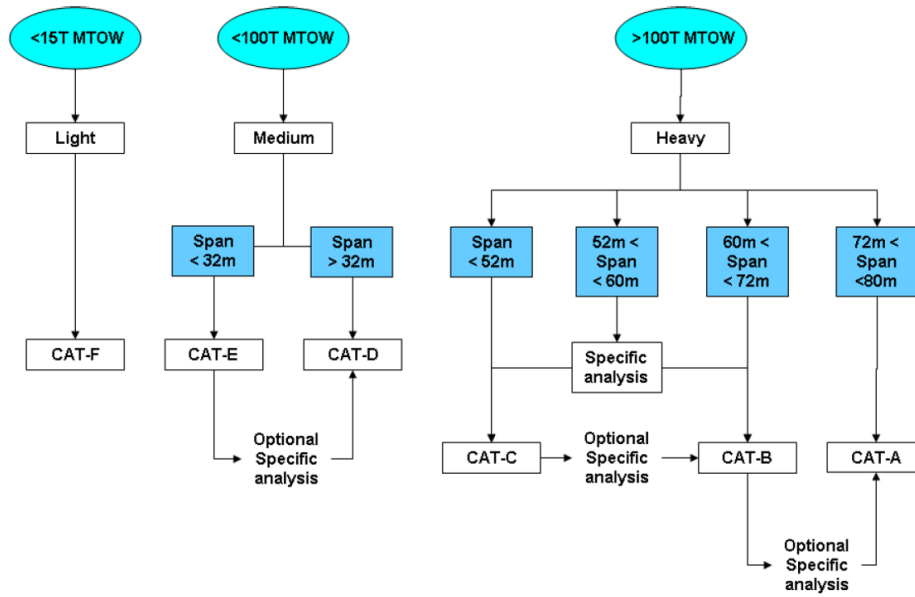 <15T MTOW
<100T MTOW
>100T MTOW
Light
Medium
Heavy
Span
< 32m
Span
> 32m
Span
< 52m
52m <
Span
< 60m
60m <
Span
< 72m
72m <
Span
<80m
CAT-F
CAT-E
CAT-D
Specific
analysis
Optional
Specific
analysis
CAT-C
Optional
Specific
analysis
CAT-B
CAT-A
Optional
Specific
analysis